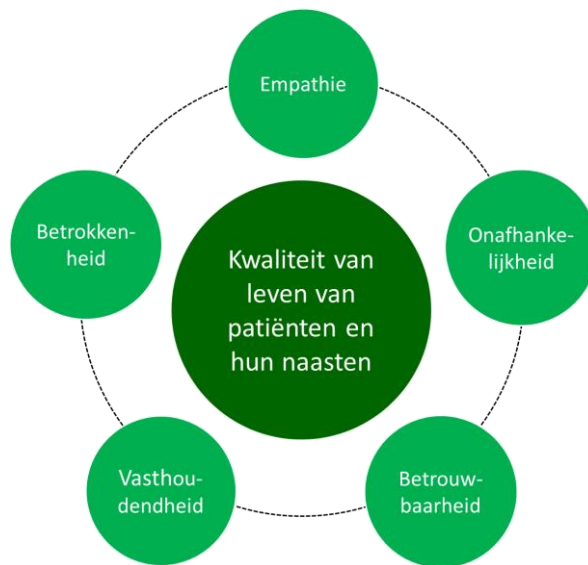 Empathie
Betrokken-
heid
Onafhanke-
lijkheid
Kwaliteit van
leven van
patiënten en
hun naasten
Vasthou-
dendheid
Betrouw-
baarheid